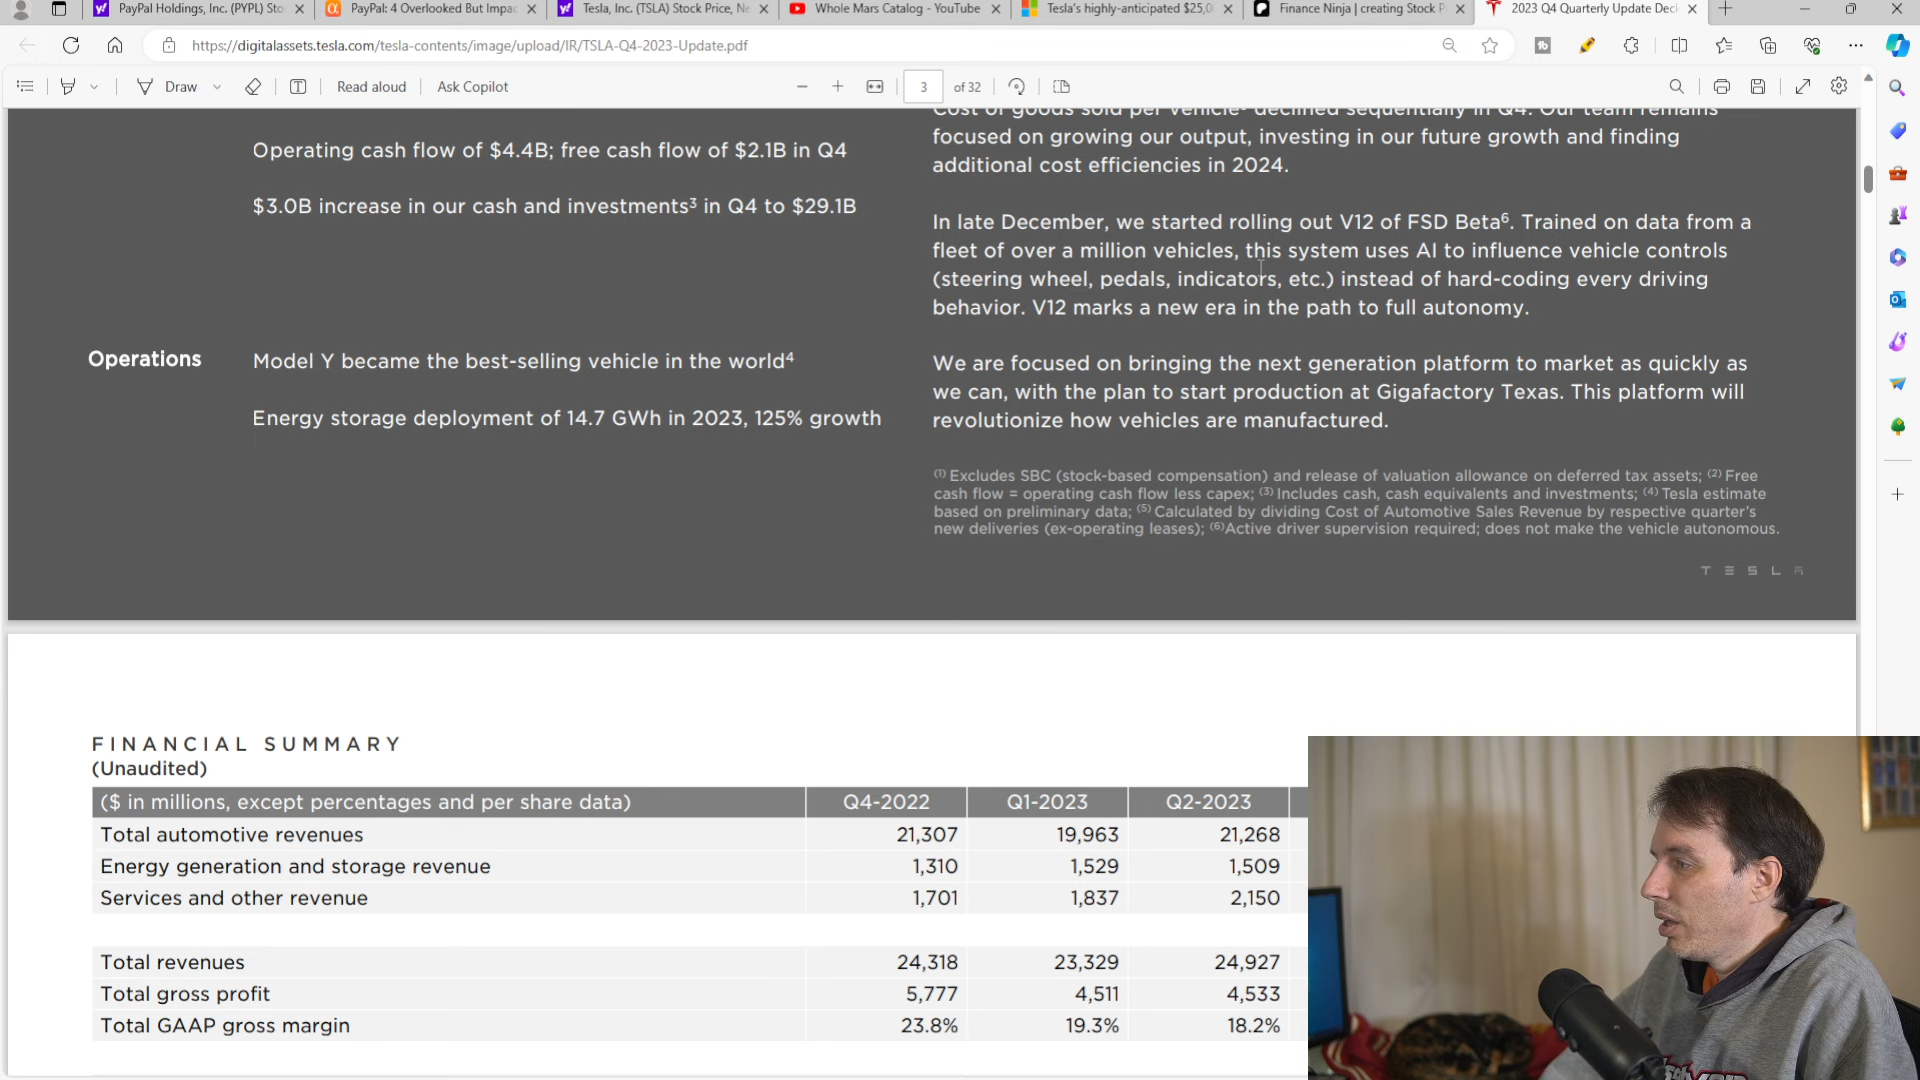 PayPal Holdings, Inc. (PYPL) Sto
PayPal: 4 Overlooked But Impac
Tesla, Inc. (TSLA) Stock Price, Ne
Whole Mars Catalog - YouTube
Tesla's highly-anticipated $25,0
Finance Ninja | creating Stock P
2023 Q4 Quarterly Update Dec
https://digitalassets.tesla.com/tesla-contents/image/upload/IR/TSLA-Q4-2023-Update.pdf
Draw
Read aloud
Ask Copilot
3 of 32
Operating cash flow of $4.4B; free cash flow of $2.1B in Q4
$3.0B increase in our cash and investments³ in Q4 to $29.1B
Operations
Model Y became the best-selling vehicle in the world⁴
Energy storage deployment of 14.7 GWh in 2023, 125% growth
Cost of goods sold per vehicle⁵ declined sequentially in Q4. Our team remains
focused on growing our output, investing in our future growth and finding
additional cost efficiencies in 2024.
In late December, we started rolling out V12 of FSD Beta⁶. Trained on data from a
fleet of over a million vehicles, this system uses AI to influence vehicle controls
(steering wheel, pedals, indicators, etc.) instead of hard-coding every driving
behavior. V12 marks a new era in the path to full autonomy.
We are focused on bringing the next generation platform to market as quickly as
we can, with the plan to start production at Gigafactory Texas. This platform will
revolutionize how vehicles are manufactured.
(1) Excludes SBC (stock-based compensation) and release of valuation allowance on deferred tax assets; (2) Free
cash flow = operating cash flow less capex; (3) Includes cash, cash equivalents and investments; (4) Tesla estimate
based on preliminary data; (5) Calculated by dividing Cost of Automotive Sales Revenue by respective quarter's
new deliveries (ex-operating leases); (6)Active driver supervision required; does not make the vehicle autonomous.
TESLA
FINANCIAL SUMMARY
(Unaudited)
($ in millions, except percentages and per share data) Q4-2022 Q1-2023 Q2-2023
Total automotive revenues 21,307 19,963 21,268
Energy generation and storage revenue 1,310 1,529 1,509
Services and other revenue 1,701 1,837 2,150
Total revenues 24,318 23,329 24,927
Total gross profit 5,777 4,511 4,533
Total GAAP gross margin 23.8% 19.3% 18.2%